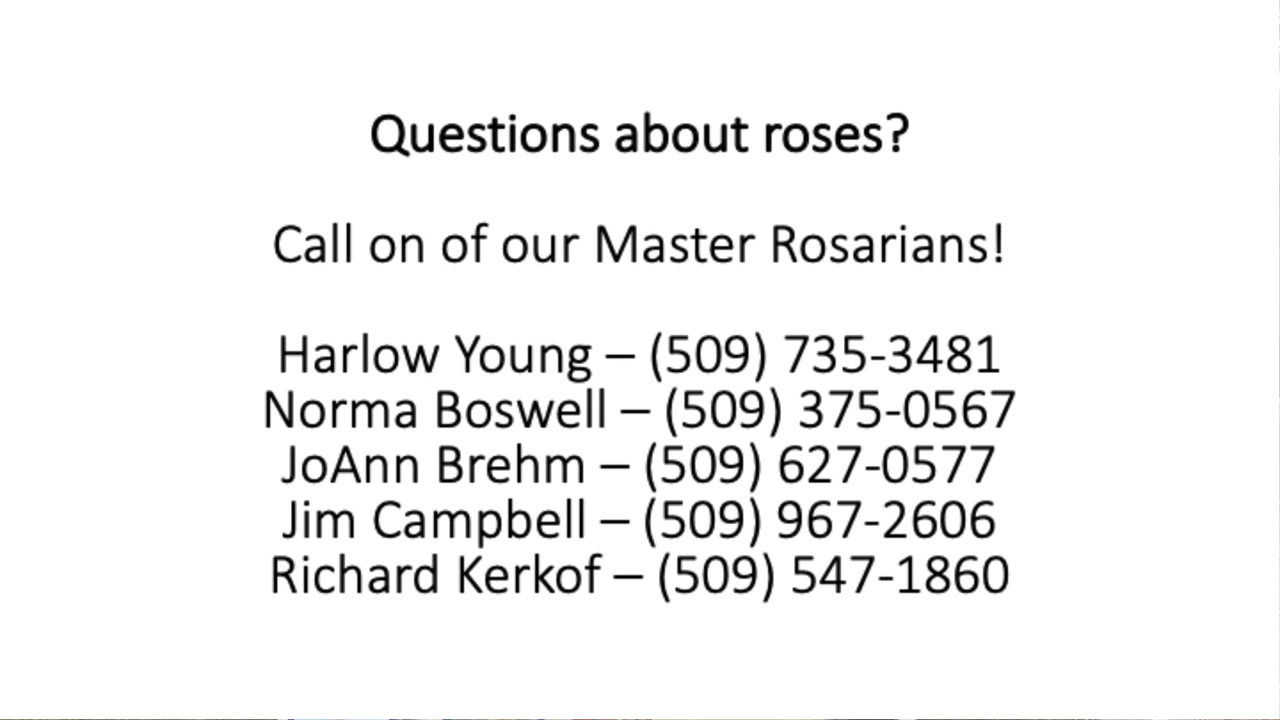 Questions about roses?
Call on of our Master Rosarians!
Harlow Young – (509) 735-3481
Norma Boswell – (509) 375-0567
JoAnn Brehm – (509) 627-0577
Jim Campbell – (509) 967-2606
Richard Kerkof – (509) 547-1860